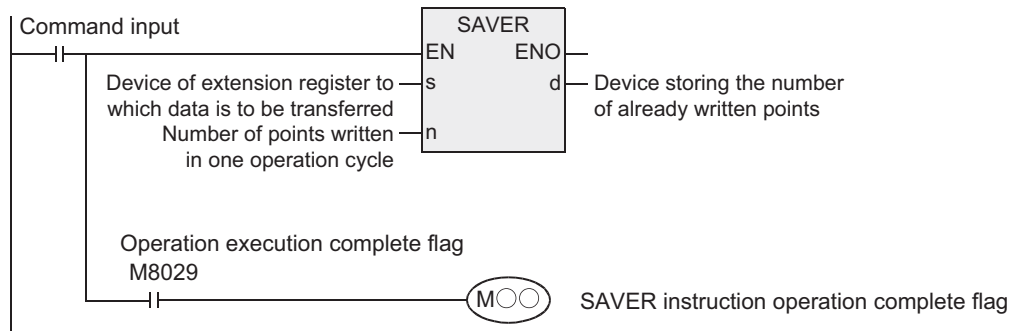 Command input
SAVER
EN ENO
Device of extension register to
which data is to be transferred
s d
Device storing the number
of already written points
Number of points written
in one operation cycle
n
Operation execution complete flag
M8029
M○○
SAVER instruction operation complete flag